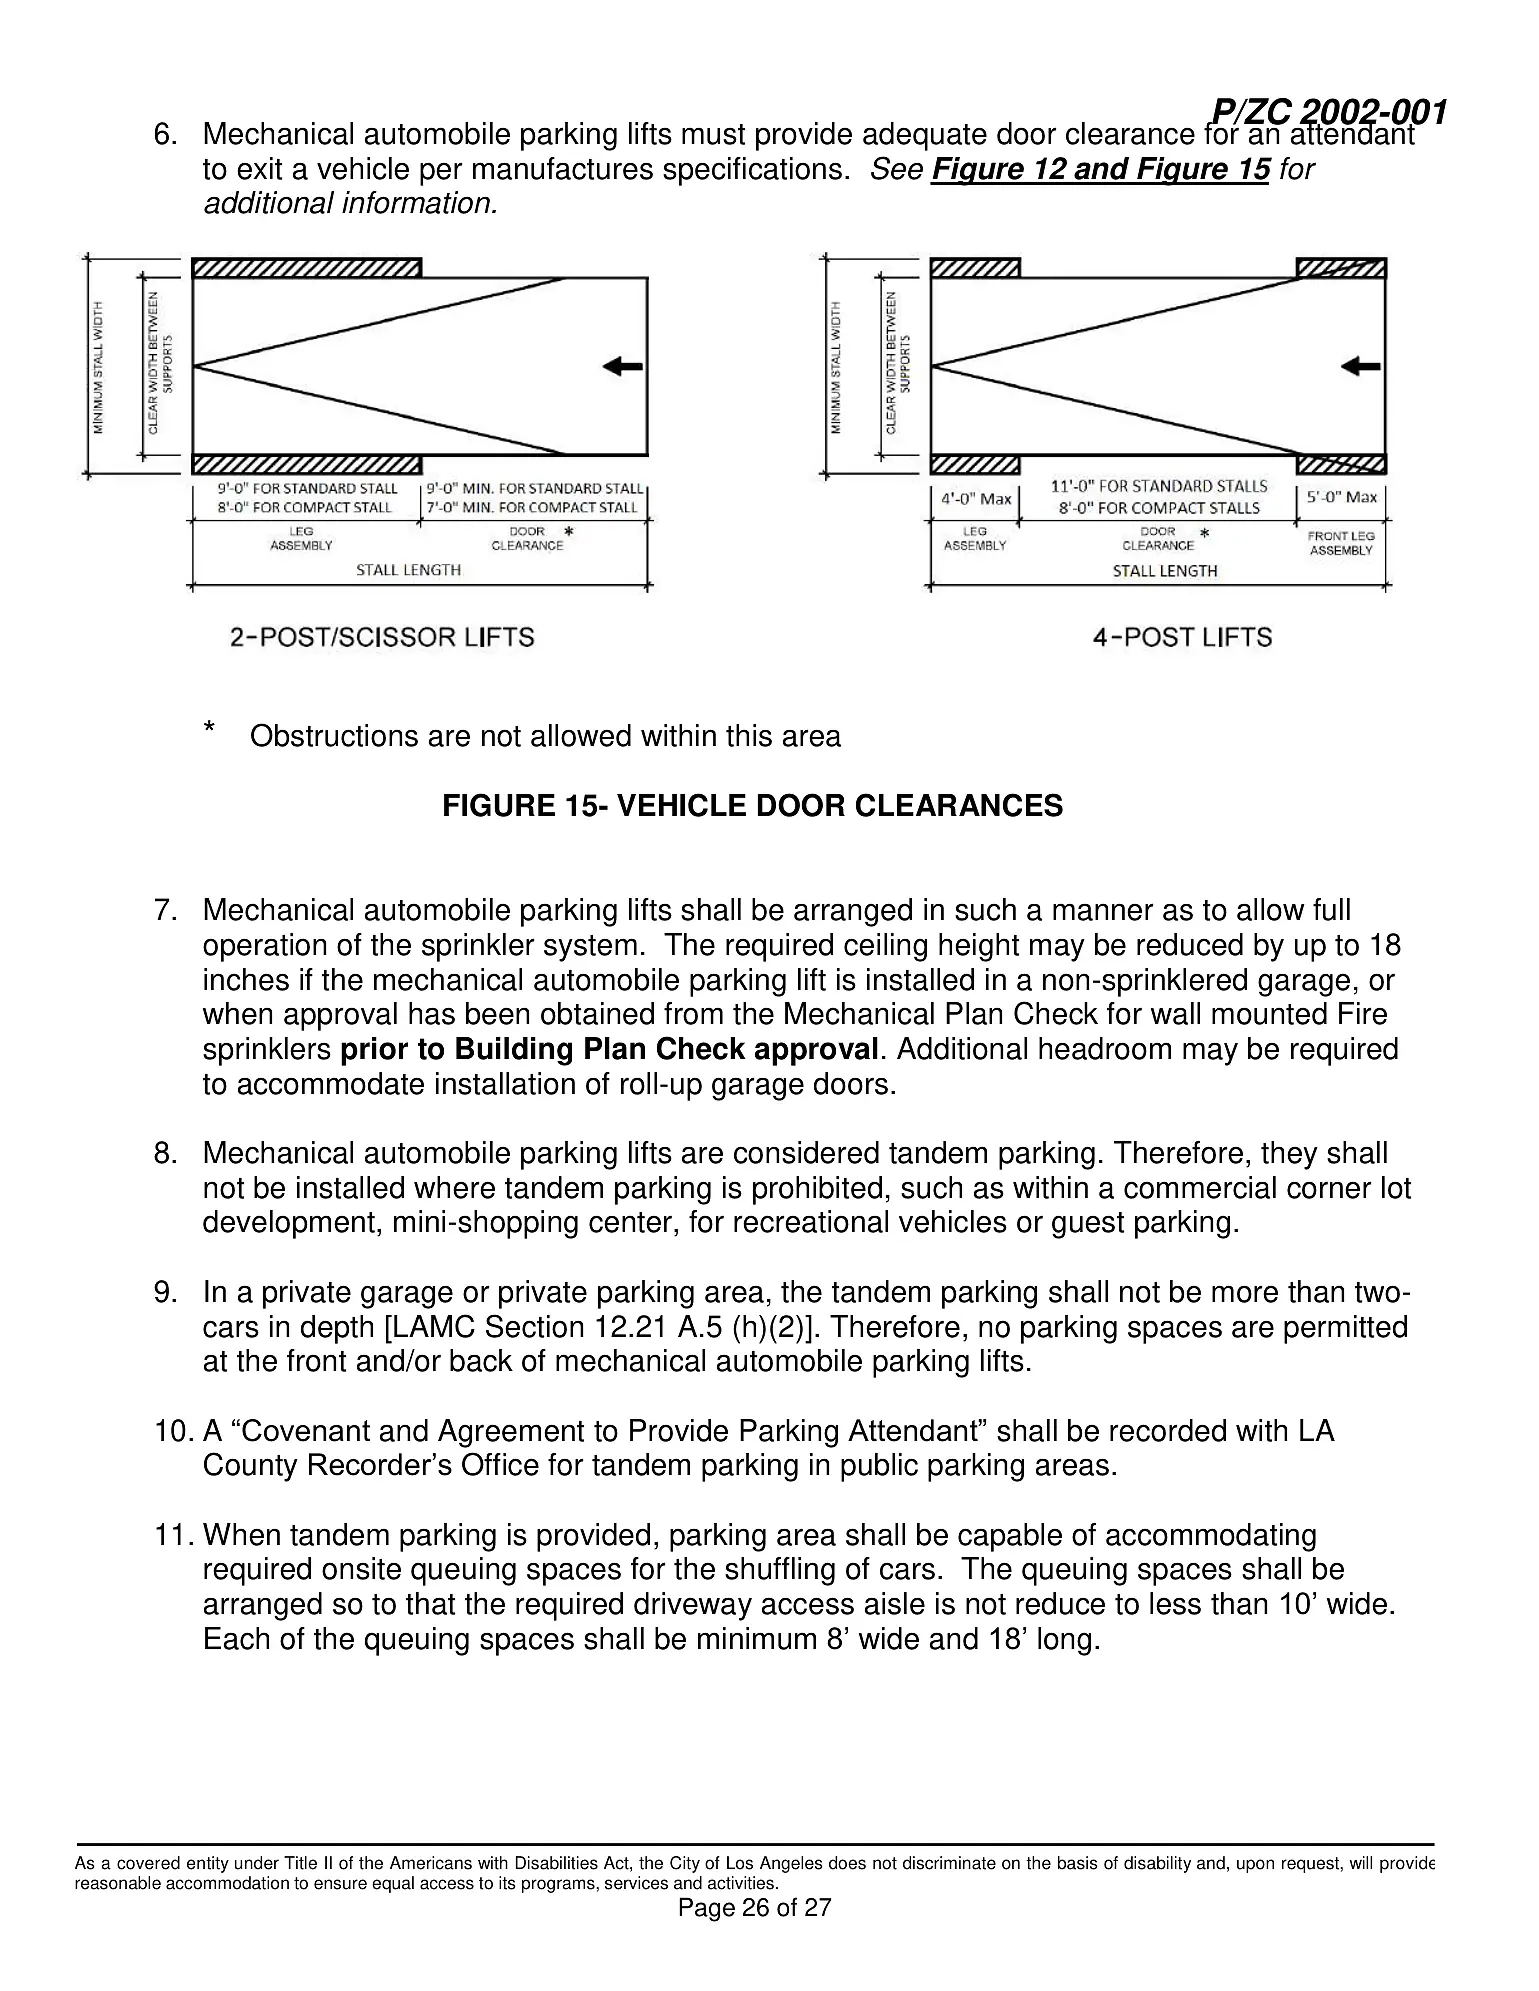 P/ZC 2002-001
6. Mechanical automobile parking lifts must provide adequate door clearance for an attendant
to exit a vehicle per manufactures specifications. See Figure 12 and Figure 15 for
additional information.
MINIMUM STALL WIDTH
CLEAR WIDTH BETWEEN
SUPPORTS
9'-0" FOR STANDARD STALL
8'-0" FOR COMPACT STALL
9'-0" MIN. FOR STANDARD STALL
7'-0" MIN. FOR COMPACT STALL
LEG
ASSEMBLY
DOOR *
CLEARANCE
STALL LENGTH
2-POST/SCISSOR LIFTS
MINIMUM STALL WIDTH
CLEAR WIDTH BETWEEN
SUPPORTS
4'-0" Max
11'-0" FOR STANDARD STALLS
8'-0" FOR COMPACT STALLS
5'-0" Max
LEG
ASSEMBLY
DOOR *
CLEARANCE
FRONT LEG
ASSEMBLY
STALL LENGTH
4-POST LIFTS
* Obstructions are not allowed within this area
FIGURE 15- VEHICLE DOOR CLEARANCES
7. Mechanical automobile parking lifts shall be arranged in such a manner as to allow full
operation of the sprinkler system. The required ceiling height may be reduced by up to 18
inches if the mechanical automobile parking lift is installed in a non-sprinklered garage, or
when approval has been obtained from the Mechanical Plan Check for wall mounted Fire
sprinklers prior to Building Plan Check approval. Additional headroom may be required
to accommodate installation of roll-up garage doors.
8. Mechanical automobile parking lifts are considered tandem parking. Therefore, they shall
not be installed where tandem parking is prohibited, such as within a commercial corner lot
development, mini-shopping center, for recreational vehicles or guest parking.
9. In a private garage or private parking area, the tandem parking shall not be more than two-
cars in depth [LAMC Section 12.21 A.5 (h)(2)]. Therefore, no parking spaces are permitted
at the front and/or back of mechanical automobile parking lifts.
10. A “Covenant and Agreement to Provide Parking Attendant” shall be recorded with LA
County Recorder’s Office for tandem parking in public parking areas.
11. When tandem parking is provided, parking area shall be capable of accommodating
required onsite queuing spaces for the shuffling of cars. The queuing spaces shall be
arranged so to that the required driveway access aisle is not reduce to less than 10’ wide.
Each of the queuing spaces shall be minimum 8’ wide and 18’ long.
As a covered entity under Title II of the Americans with Disabilities Act, the City of Los Angeles does not discriminate on the basis of disability and, upon request, will provide
reasonable accommodation to ensure equal access to its programs, services and activities.
Page 26 of 27